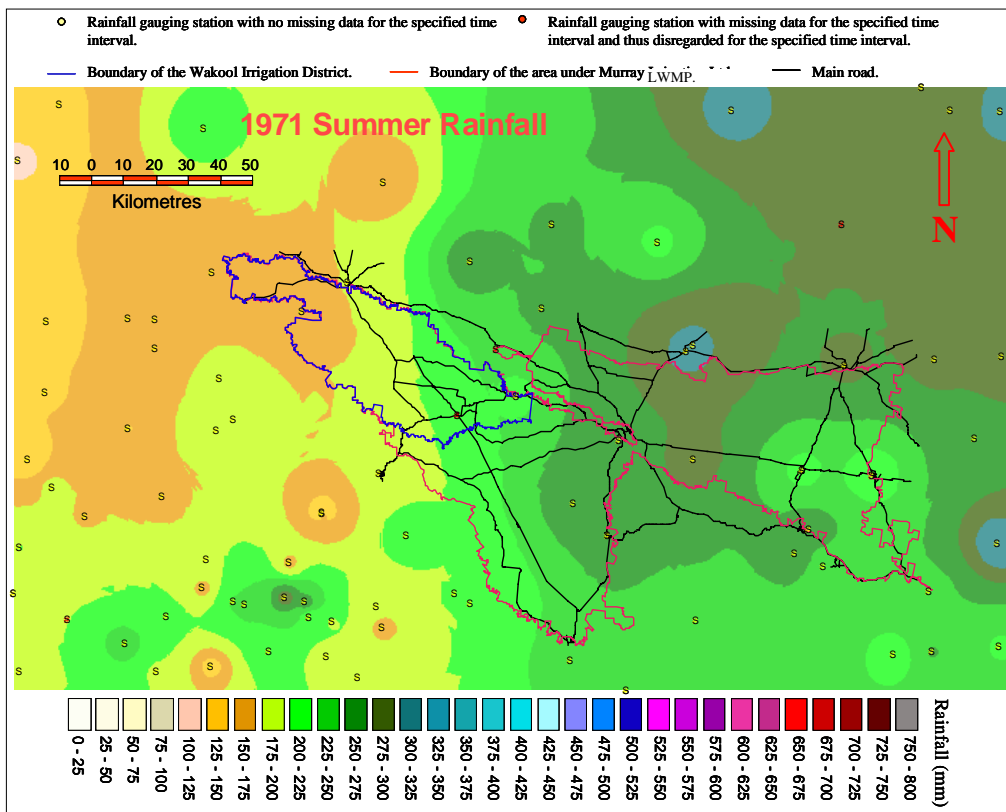 Rainfall gauging station with no missing data for the specified time
interval.
Rainfall gauging station with missing data for the specified time
interval and thus disregarded for the specified time interval.
Boundary of the Wakool Irrigation District.
Boundary of the area under Murray
LWMP.
Main road.
1971 Summer Rainfall
10 0 10 20 30 40 50
Kilometres
N
Rainfall (mm)
0 - 25
25 - 50
50 - 75
75 - 100
100 - 125
125 - 150
150 - 175
175 - 200
200 - 225
225 - 250
250 - 275
275 - 300
300 - 325
325 - 350
350 - 375
375 - 400
400 - 425
425 - 450
450 - 475
475 - 500
500 - 525
525 - 550
550 - 575
575 - 600
600 - 625
625 - 650
650 - 675
675 - 700
700 - 725
725 - 750
750 - 800